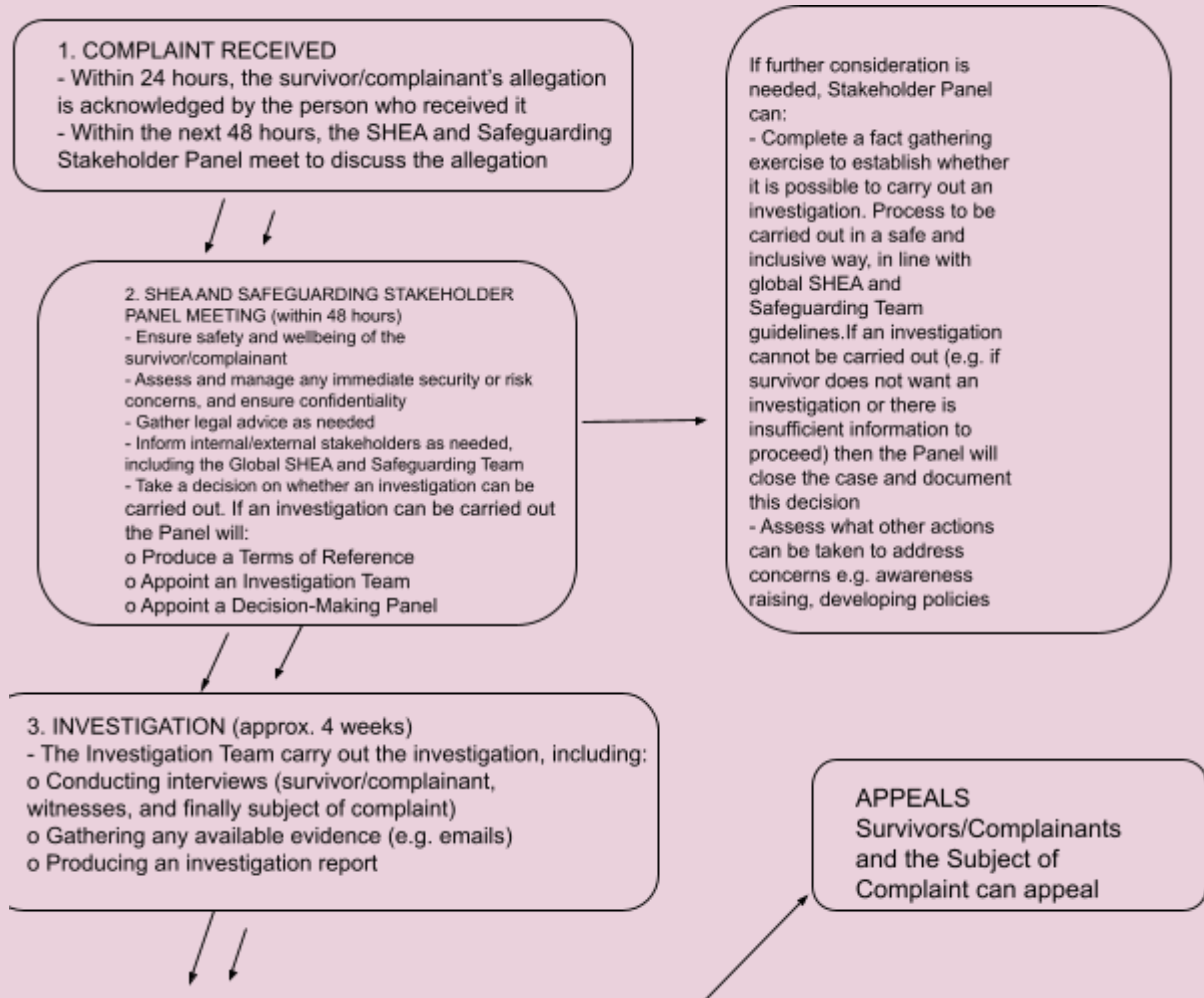 1. COMPLAINT RECEIVED
- Within 24 hours, the survivor/complainant's allegation
is acknowledged by the person who received it
- Within the next 48 hours, the SHEA and Safeguarding
Stakeholder Panel meet to discuss the allegation
2. SHEA AND SAFEGUARDING STAKEHOLDER
PANEL MEETING (within 48 hours)
- Ensure safety and wellbeing of the
survivor/complainant
- Assess and manage any immediate security or risk
concerns, and ensure confidentiality
- Gather legal advice as needed
- Inform internal/external stakeholders as needed,
including the Global SHEA and Safeguarding Team
- Take a decision on whether an investigation can be
carried out. If an investigation can be carried out
the Panel will:
o Produce a Terms of Reference
o Appoint an Investigation Team
o Appoint a Decision-Making Panel
If further consideration is
needed, Stakeholder Panel
can:
- Complete a fact gathering
exercise to establish whether
it is possible to carry out an
investigation. Process to be
carried out in a safe and
inclusive way, in line with
global SHEA and
Safeguarding Team
guidelines.If an investigation
cannot be carried out (e.g. if
survivor does not want an
investigation or there is
insufficient information to
proceed) then the Panel will
close the case and document
this decision
- Assess what other actions
can be taken to address
concerns e.g. awareness
raising, developing policies
3. INVESTIGATION (approx. 4 weeks)
- The Investigation Team carry out the investigation, including:
o Conducting interviews (survivor/complainant,
witnesses, and finally subject of complaint)
o Gathering any available evidence (e.g. emails)
o Producing an investigation report
APPEALS
Survivors/Complainants
and the Subject of
Complaint can appeal